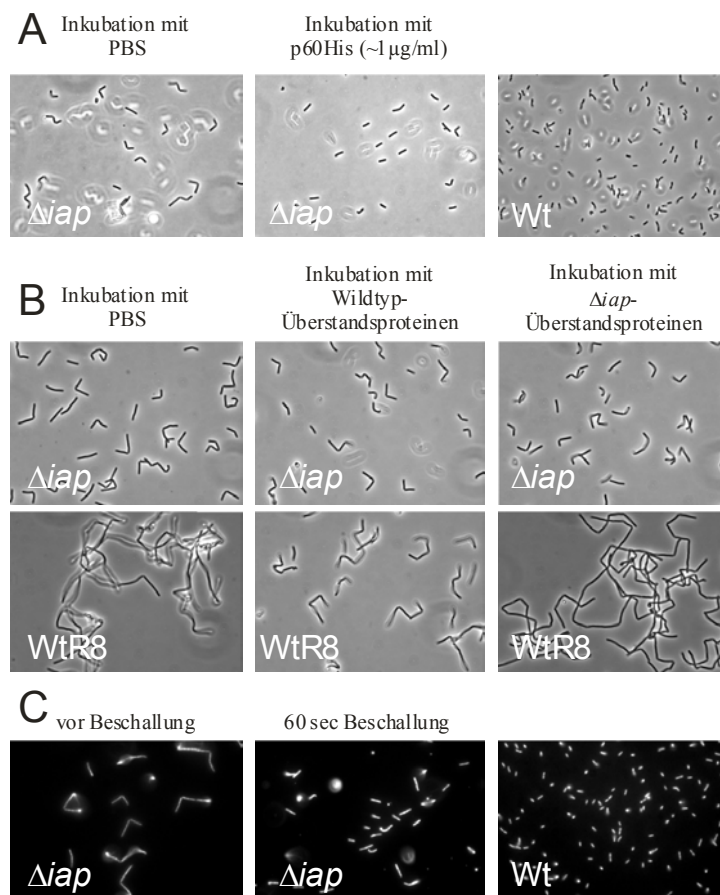 A
Inkubation mit
PBS
Inkubation mit
p60His (~1 µg/ml)
Δiap
Δiap
Wt
B
Inkubation mit
PBS
Inkubation mit
Wildtyp-
Überstandsproteinen
Inkubation mit
Δiap-
Überstandsproteinen
Δiap
Δiap
Δiap
WtR8
WtR8
WtR8
C
vor Beschallung
60 sec Beschallung
Δiap
Δiap
Wt